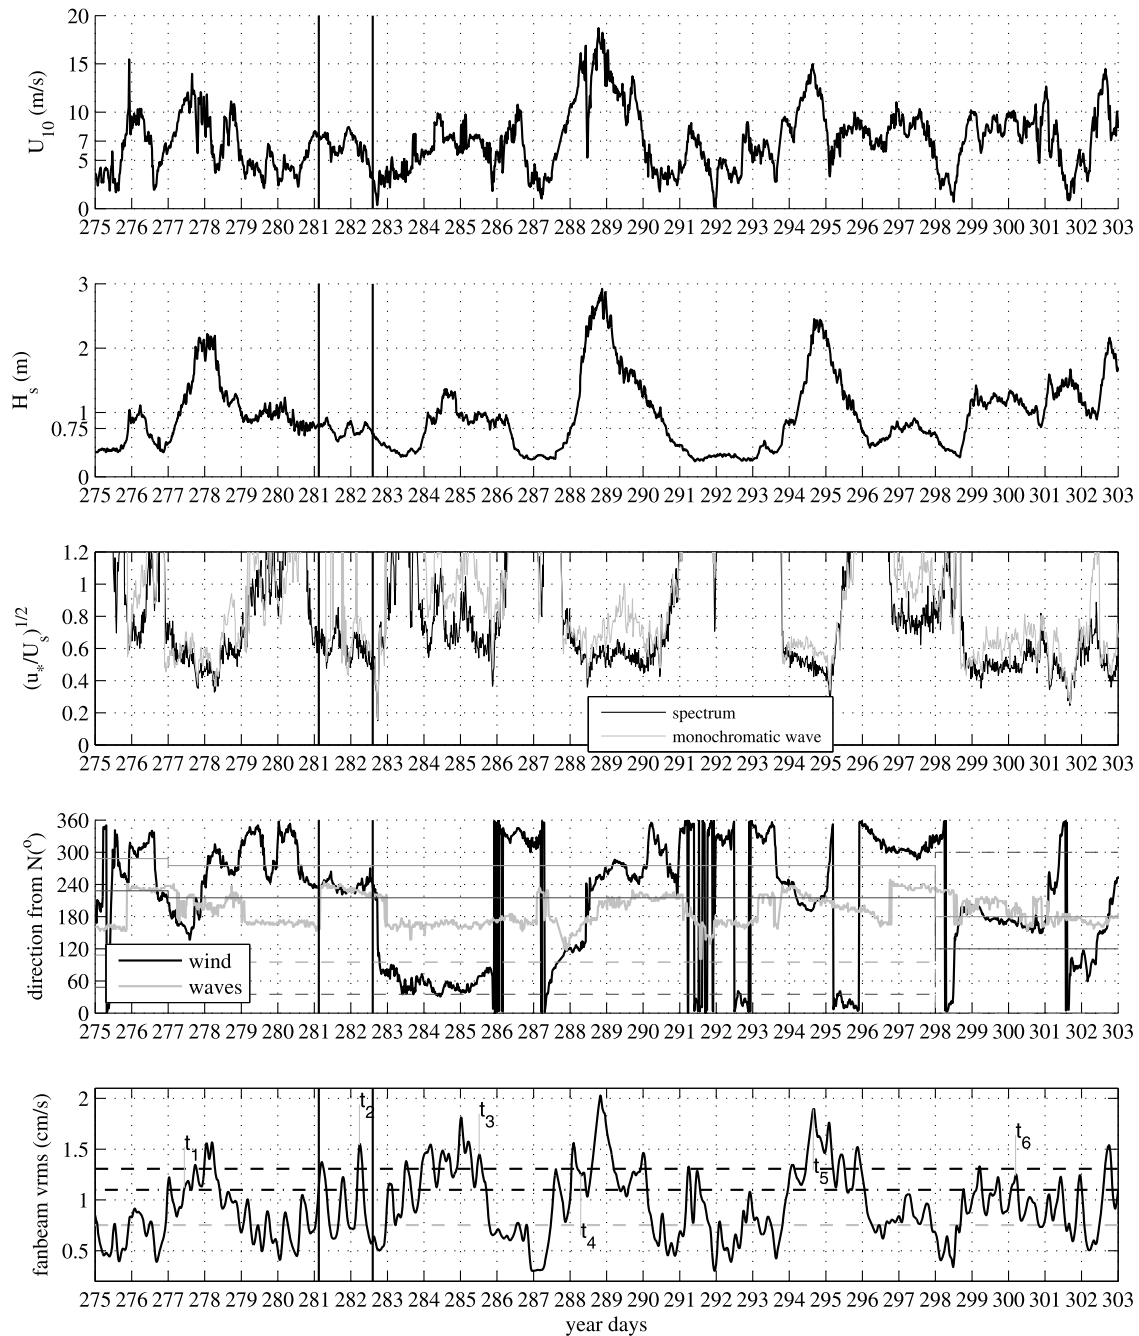 U10 (m/s)
20
15
10
7
5
0
275 276 277 278 279 280 281 282 283 284 285 286 287 288 289 290 291 292 293 294 295 296 297 298 299 300 301 302 303
Hs (m)
3
2
1
0.75
0
275 276 277 278 279 280 281 282 283 284 285 286 287 288 289 290 291 292 293 294 295 296 297 298 299 300 301 302 303
(u*/Us)1/2
1.2
1
0.8
0.6
0.4
0.2
0
spectrum
monochromatic wave
275 276 277 278 279 280 281 282 283 284 285 286 287 288 289 290 291 292 293 294 295 296 297 298 299 300 301 302 303
direction from N(o)
360
300
240
180
120
60
0
wind
waves
275 276 277 278 279 280 281 282 283 284 285 286 287 288 289 290 291 292 293 294 295 296 297 298 299 300 301 302 303
fanbeam vrms (cm/s)
2
1.5
1
0.5
t1
t2
t3
t4
t5
t6
275 276 277 278 279 280 281 282 283 284 285 286 287 288 289 290 291 292 293 294 295 296 297 298 299 300 301 302 303
year days